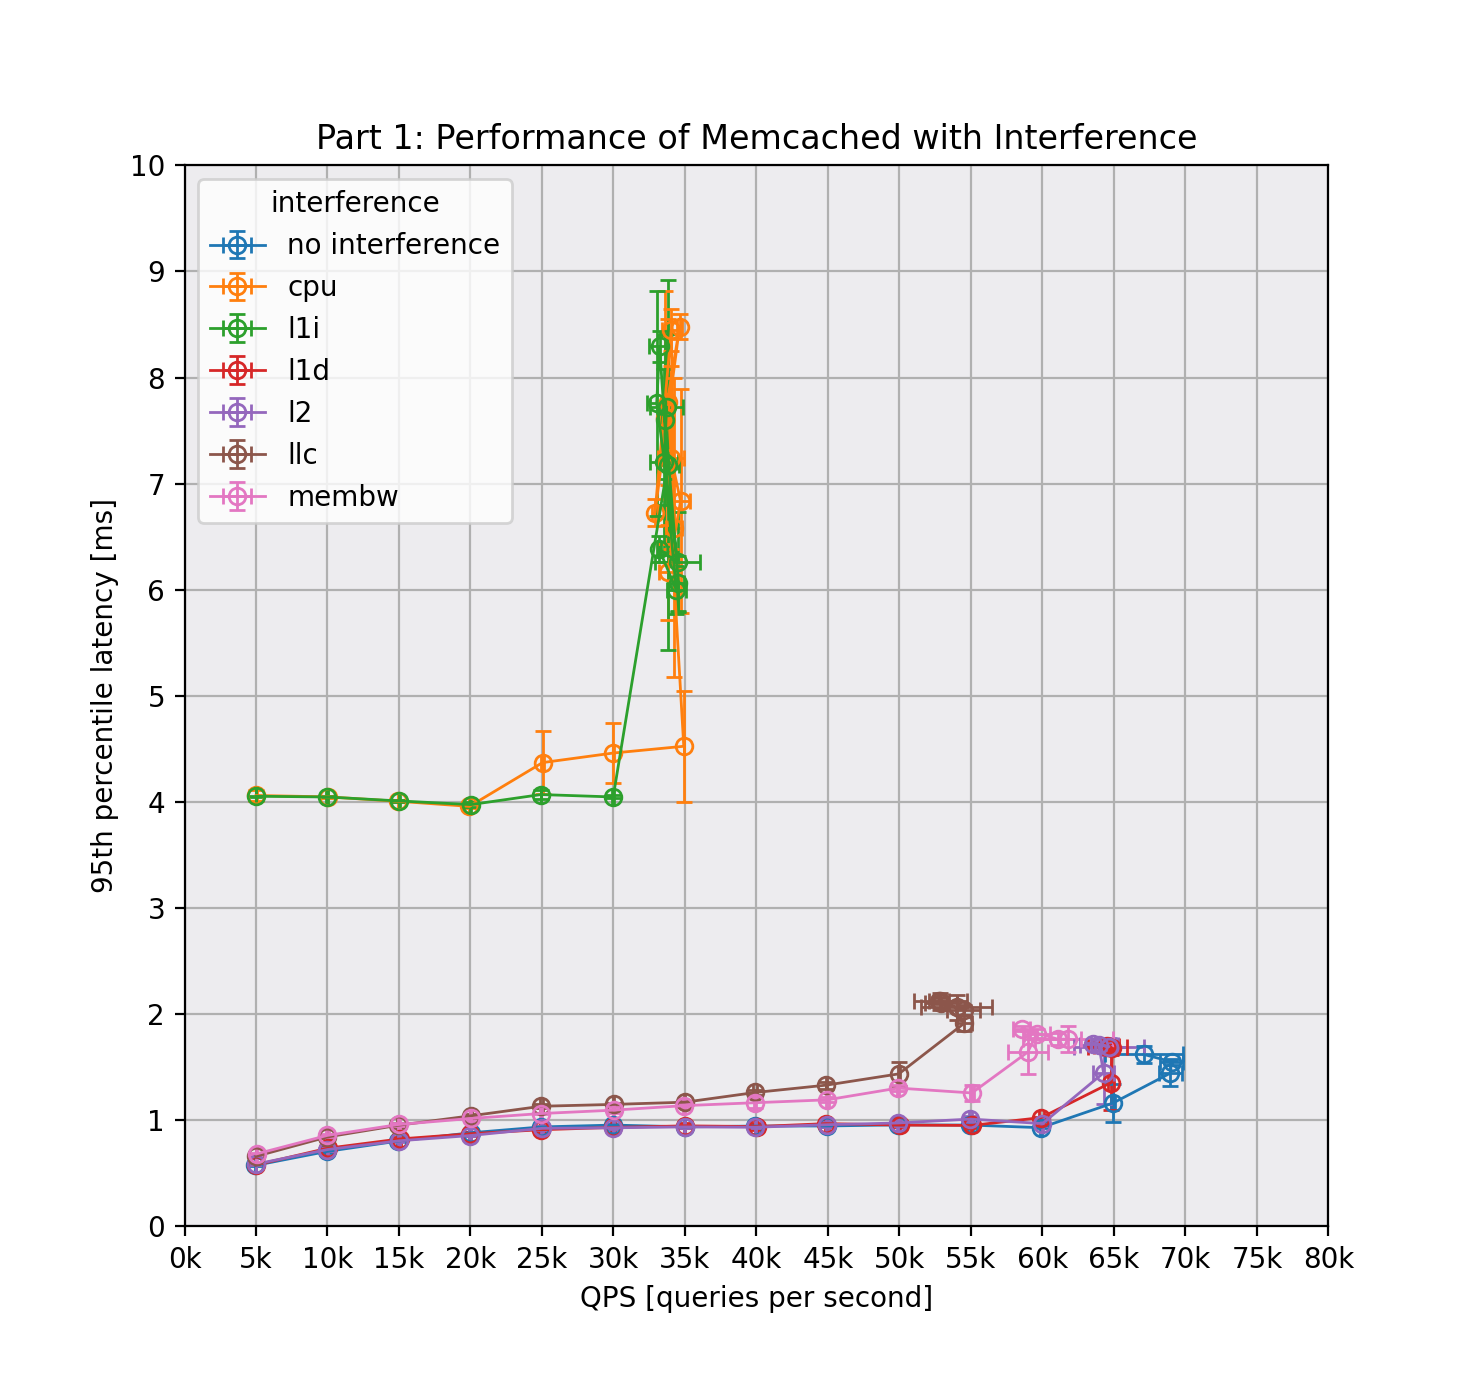 Part 1: Performance of Memcached with Interference
10
9
8
7
6
5
4
3
2
1
0
95th percentile latency [ms]
interference
no interference
cpu
l1i
l1d
l2
llc
membw
0k 5k 10k 15k 20k 25k 30k 35k 40k 45k 50k 55k 60k 65k 70k 75k 80k
QPS [queries per second]